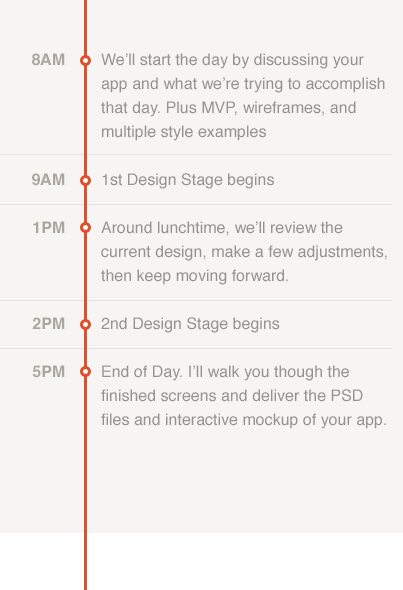 8AM We’ll start the day by discussing your
app and what we’re trying to accomplish
that day. Plus MVP, wireframes, and
multiple style examples
9AM 1st Design Stage begins
1PM Around lunchtime, we’ll review the
current design, make a few adjustments,
then keep moving forward.
2PM 2nd Design Stage begins
5PM End of Day. I’ll walk you though the
finished screens and deliver the PSD
files and interactive mockup of your app.